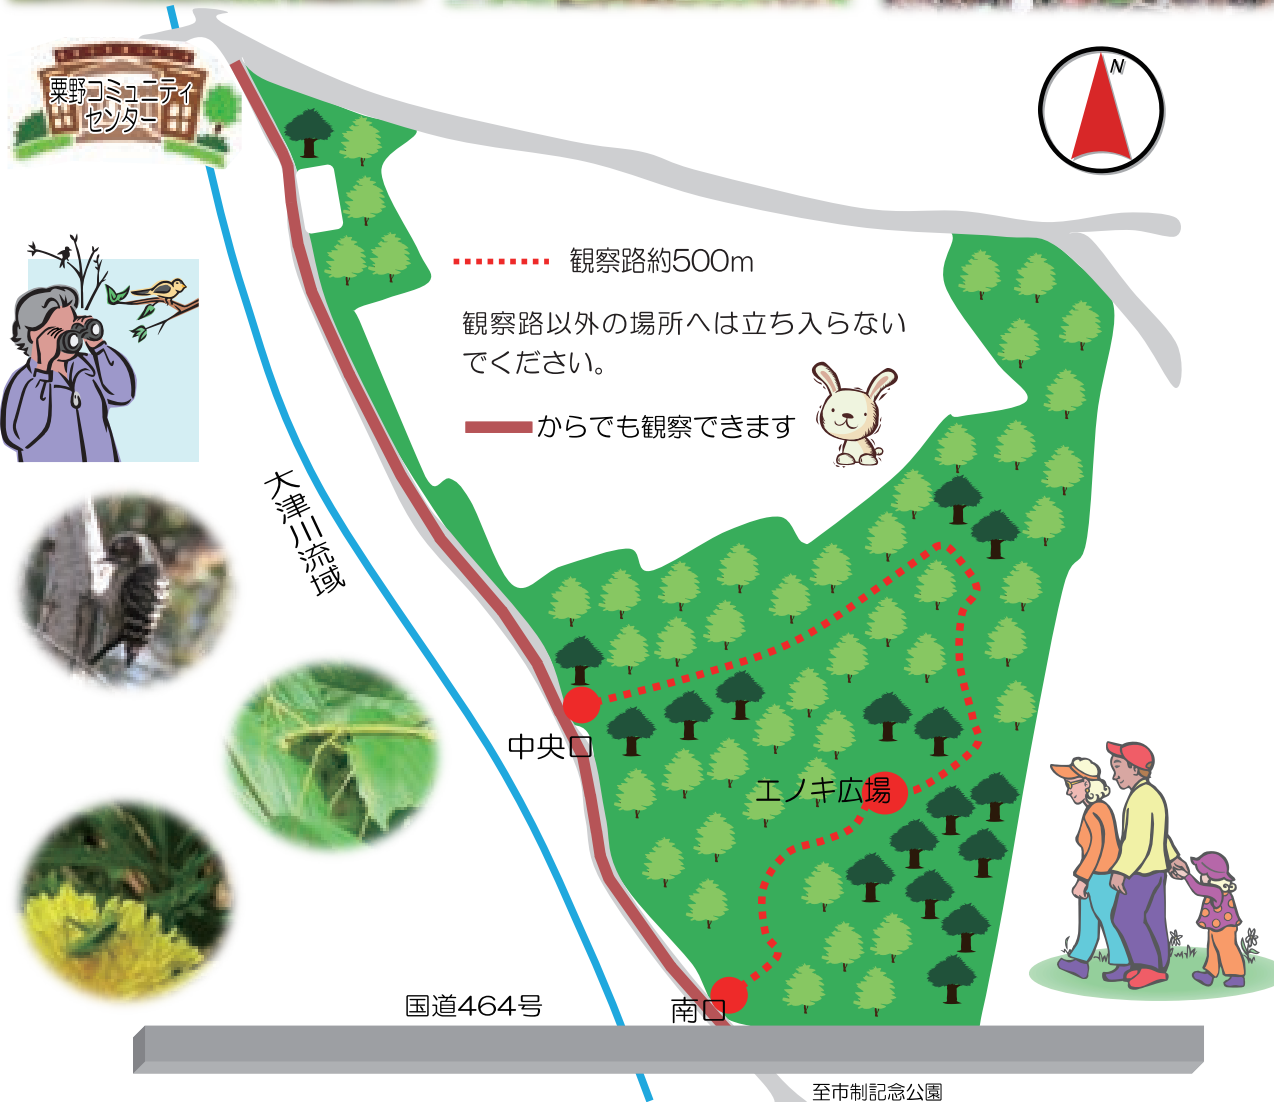 N
粟野コミュニティ
センター
観察路約500m
観察路以外の場所へは立ち入らない
でください。
からでも観察できます
大津川流域
中央口
エノキ広場
国道464号
南口
至市制記念公園